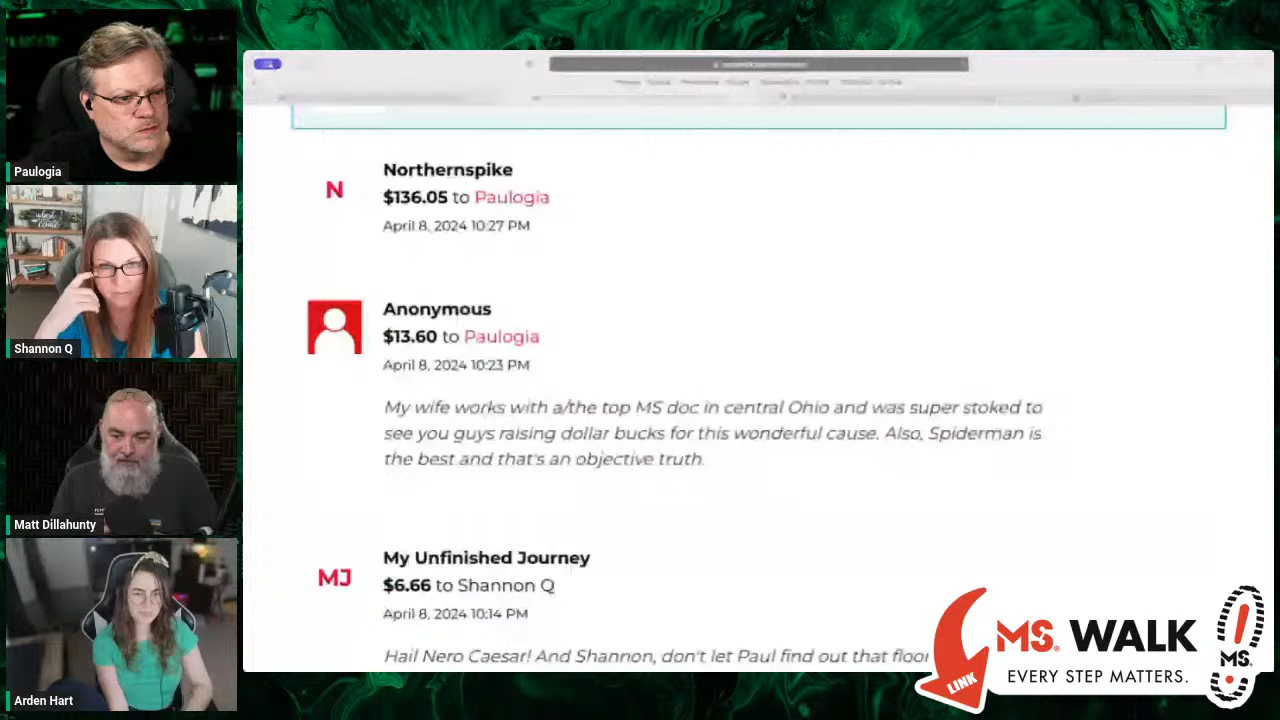 Paulogia
Shannon Q
Matt Dillahunty
Arden Hart
N
Northernspike
$136.05 to Paulogia
April 8, 2024 10:27 PM
Anonymous
$13.60 to Paulogia
April 8, 2024 10:23 PM
My wife works with a/the top MS doc in central Ohio and was super stoked to
see you guys raising dollar bucks for this wonderful cause. Also, Spiderman is
the best and that's an objective truth.
MJ
My Unfinished Journey
$6.66 to Shannon Q
April 8, 2024 10:14 PM
Hail Nero Caesar! And Shannon, don't let Paul find out that floor
LINK
MS. WALK
EVERY STEP MATTERS.
MS.